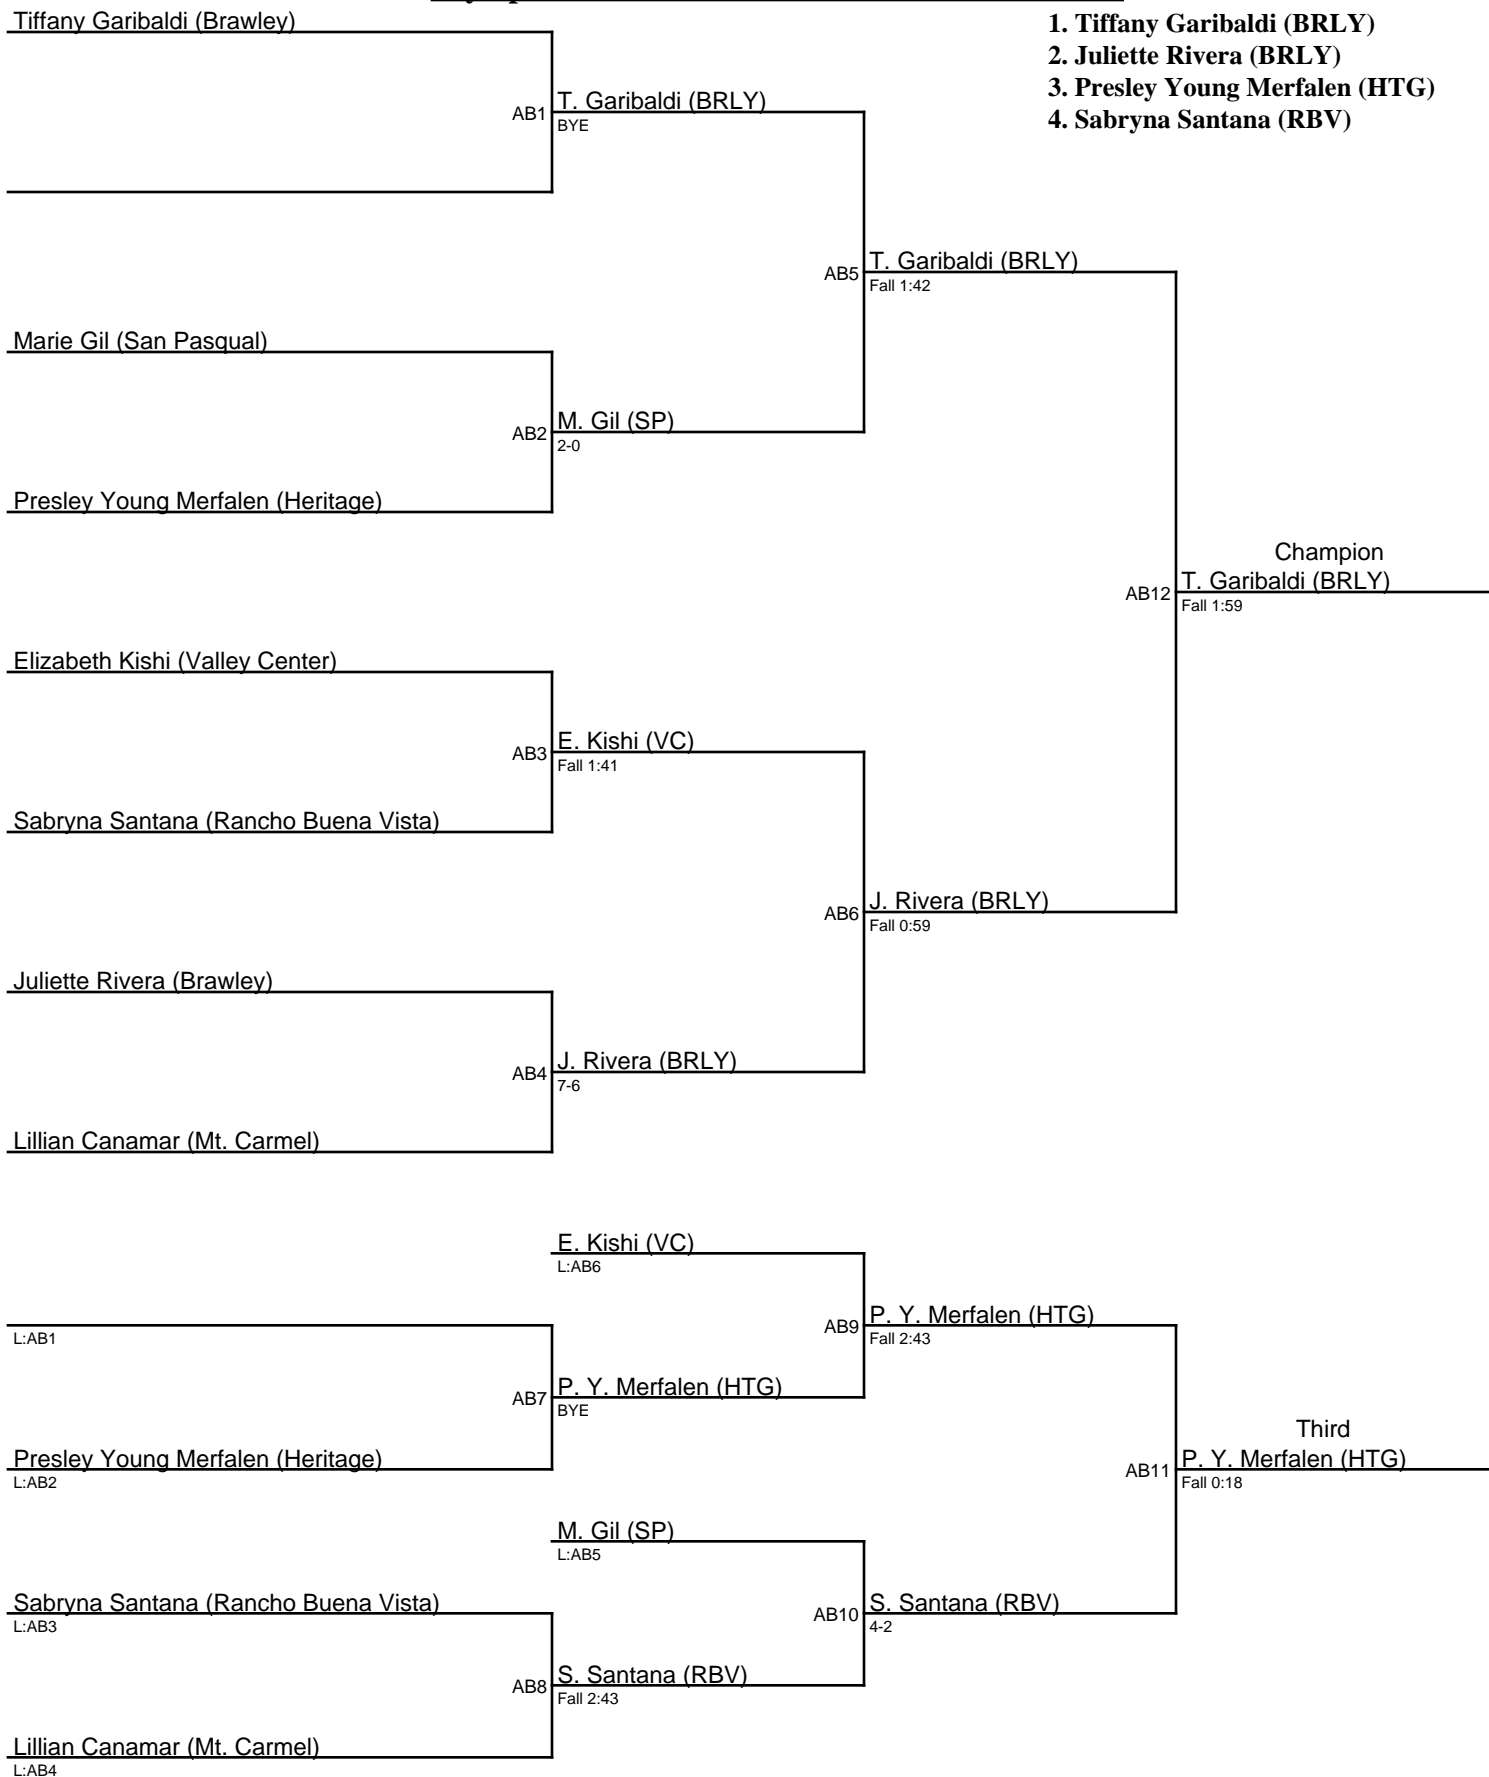 Tiffany Garibaldi (Brawley)
1. Tiffany Garibaldi (BRLY)
2. Juliette Rivera (BRLY)
3. Presley Young Merfalen (HTG)
4. Sabryna Santana (RBV)
AB1
T. Garibaldi (BRLY)
BYE
AB5
T. Garibaldi (BRLY)
Fall 1:42
Marie Gil (San Pasqual)
AB2
M. Gil (SP)
2-0
Presley Young Merfalen (Heritage)
Champion
AB12
T. Garibaldi (BRLY)
Fall 1:59
Elizabeth Kishi (Valley Center)
AB3
E. Kishi (VC)
Fall 1:41
Sabryna Santana (Rancho Buena Vista)
AB6
J. Rivera (BRLY)
Fall 0:59
Juliette Rivera (Brawley)
AB4
J. Rivera (BRLY)
7-6
Lillian Canamar (Mt. Carmel)
E. Kishi (VC)
L:AB6
L:AB1
AB9
P. Y. Merfalen (HTG)
Fall 2:43
AB7
P. Y. Merfalen (HTG)
BYE
Presley Young Merfalen (Heritage)
L:AB2
Third
AB11
P. Y. Merfalen (HTG)
Fall 0:18
M. Gil (SP)
L:AB5
Sabryna Santana (Rancho Buena Vista)
L:AB3
AB10
S. Santana (RBV)
4-2
AB8
S. Santana (RBV)
Fall 2:43
Lillian Canamar (Mt. Carmel)
L:AB4